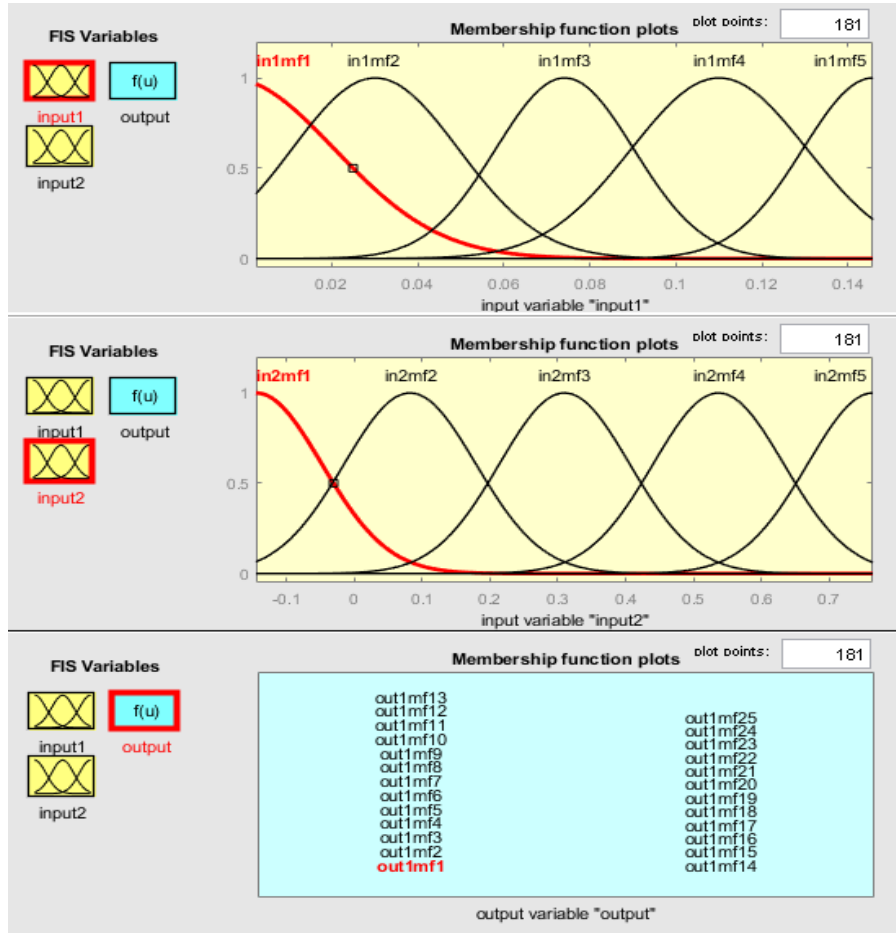 FIS Variables
Membership function plots plot points: 181
f(u)
input1 output
input2
in1mf1 in1mf2 in1mf3 in1mf4 in1mf5
1
0.5
0
0.02 0.04 0.06 0.08 0.1 0.12 0.14
input variable "input1"
FIS Variables
Membership function plots plot points: 181
f(u)
input1 output
input2
in2mf1 in2mf2 in2mf3 in2mf4 in2mf5
1
0.5
0
-0.1 0 0.1 0.2 0.3 0.4 0.5 0.6 0.7
input variable "input2"
FIS Variables
Membership function plots plot points: 181
f(u)
input1 output
input2
out1mf13
out1mf12
out1mf11
out1mf10
out1mf9
out1mf8
out1mf7
out1mf6
out1mf5
out1mf4
out1mf3
out1mf2
out1mf1
out1mf25
out1mf24
out1mf23
out1mf22
out1mf21
out1mf20
out1mf19
out1mf18
out1mf17
out1mf16
out1mf15
out1mf14
output variable "output"